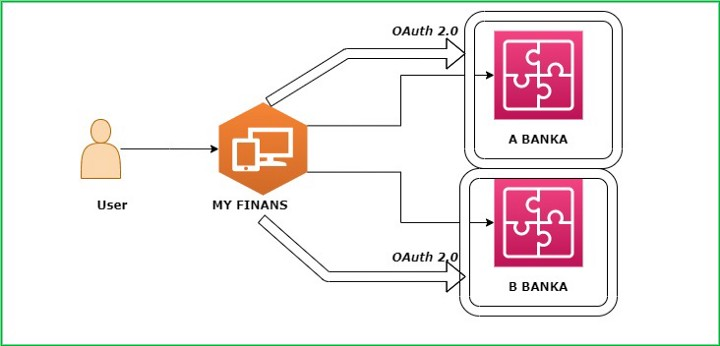 OAuth 2.0
A BANKA
User
MY FINANS
OAuth 2.0
B BANKA